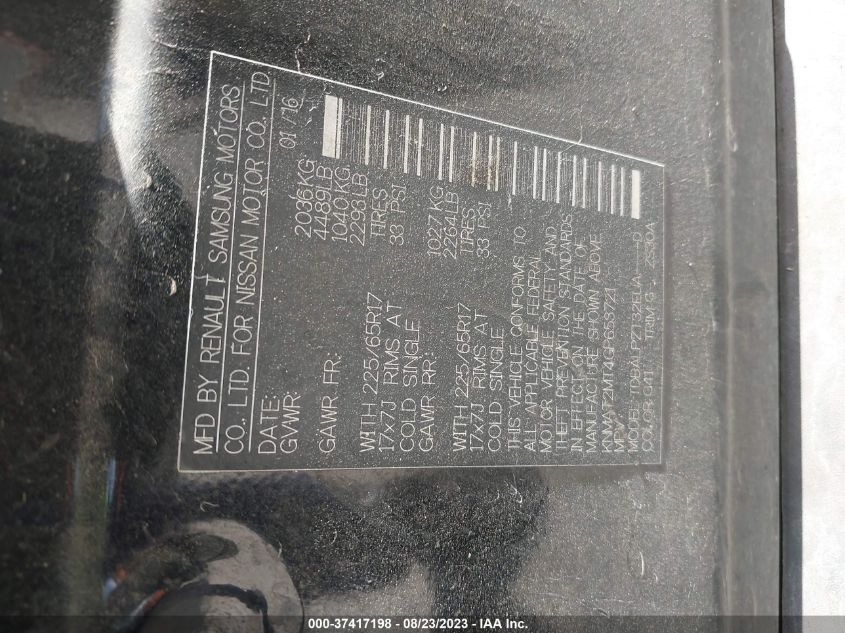 MFD BY RENAULT SAMSUNG MOTORS
CO., LTD. FOR NISSAN MOTOR CO., LTD.
DATE: 01 /16
GVWR: 2036KG
4489LB
GAWR FR: 1040KG
2293LB
WITH 225/65R17 TIRES
17x7J RIMS AT 33 PSI
COLD SINGLE
GAWR RR: 1027KG
2264LB
WITH 225/65R17 TIRES
17x7J RIMS AT 33 PSI
COLD SINGLE
THIS VEHICLE CONFORMS TO
ALL APPLICABLE FEDERAL
MOTOR VEHICLE SAFETY AND
THEFT PREVENTION STANDARDS
IN EFFECT ON THE DATE OF
MANUFACTURE SHOWN ABOVE
KNMAT2MT4GP653721
MPV
MODEL:
COLOR: G41 TRIM:G
000-37417198 - 08/23/2023 - IAA Inc.